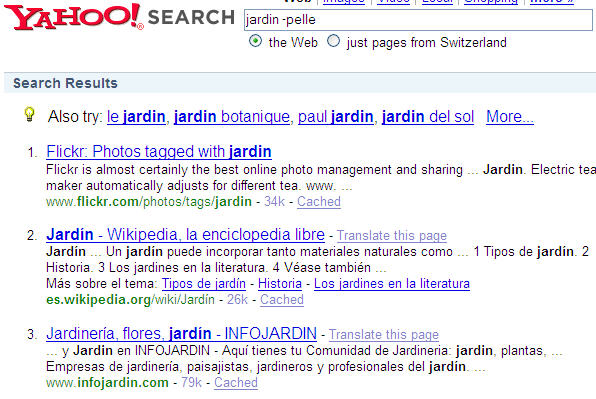 Web | Images | Video | Local | Shopping | more »
YAHOO! SEARCH
jardin -pelle
the Web just pages from Switzerland
Search Results
Also try: le jardin, jardin botanique, paul jardin, jardin del sol More...
1. Flickr: Photos tagged with jardin
Flickr is almost certainly the best online photo management and sharing ... Jardin. Electric tea
maker automatically adjusts for different tea. www. ...
www.flickr.com/photos/tags/jardin - 34k - Cached
2. Jardín - Wikipedia, la enciclopedia libre - Translate this page
Jardín ... Un jardín puede incorporar tanto materiales naturales como ... 1 Tipos de jardín. 2
Historia. 3 Los jardines en la literatura. 4 Véase también ...
Más sobre el tema: Tipos de jardín - Historia - Los jardines en la literatura
es.wikipedia.org/wiki/Jardín - 26k - Cached
3. Jardinería, flores, jardín - INFOJARDIN - Translate this page
... y Jardin en INFOJARDIN - Aquí tienes tu Comunidad de Jardineria: jardín, plantas, ...
Empresas de jardinería, paisajistas, jardineros y profesionales del jardín. ...
www.infojardin.com - 79k - Cached